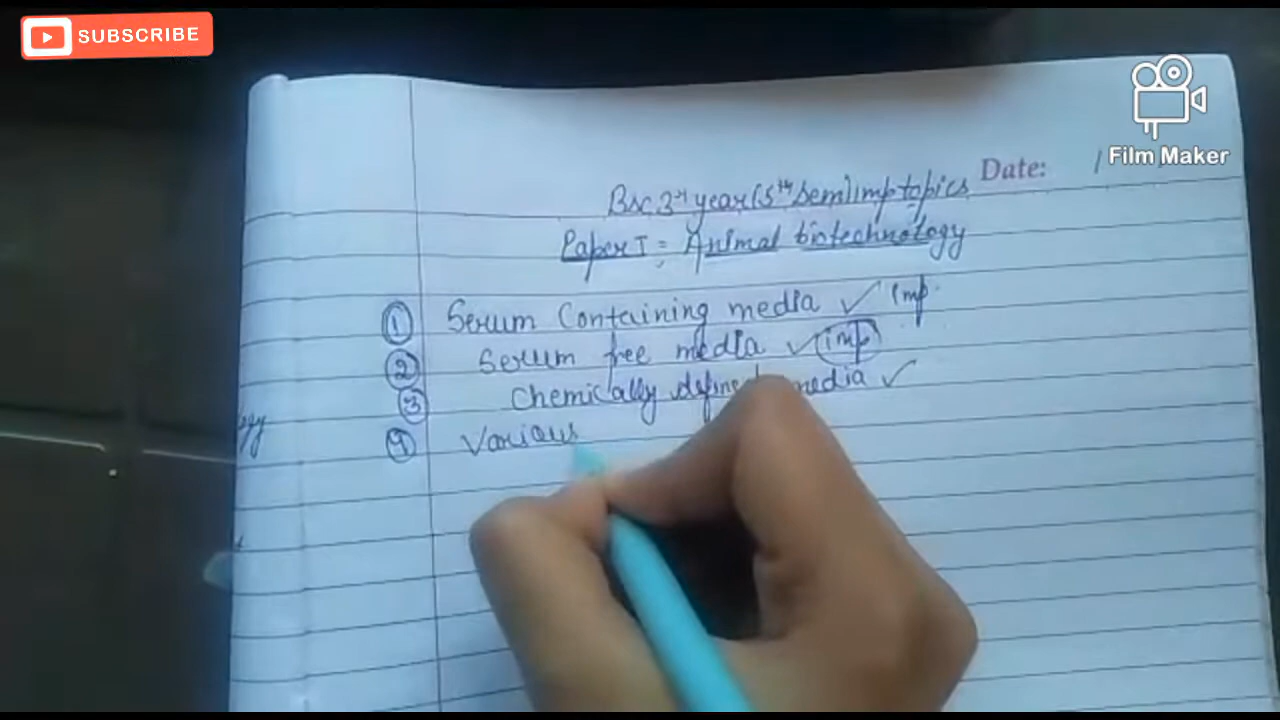 SUBSCRIBE
Film Maker
Date: /
Bsc 3rd year (5th Sem) imp topics
Paper I : Animal biotechnology
① Serum Containing media ✓ imp.
② Serum free media ✓ imp
③ Chemically defined media ✓
④ Various